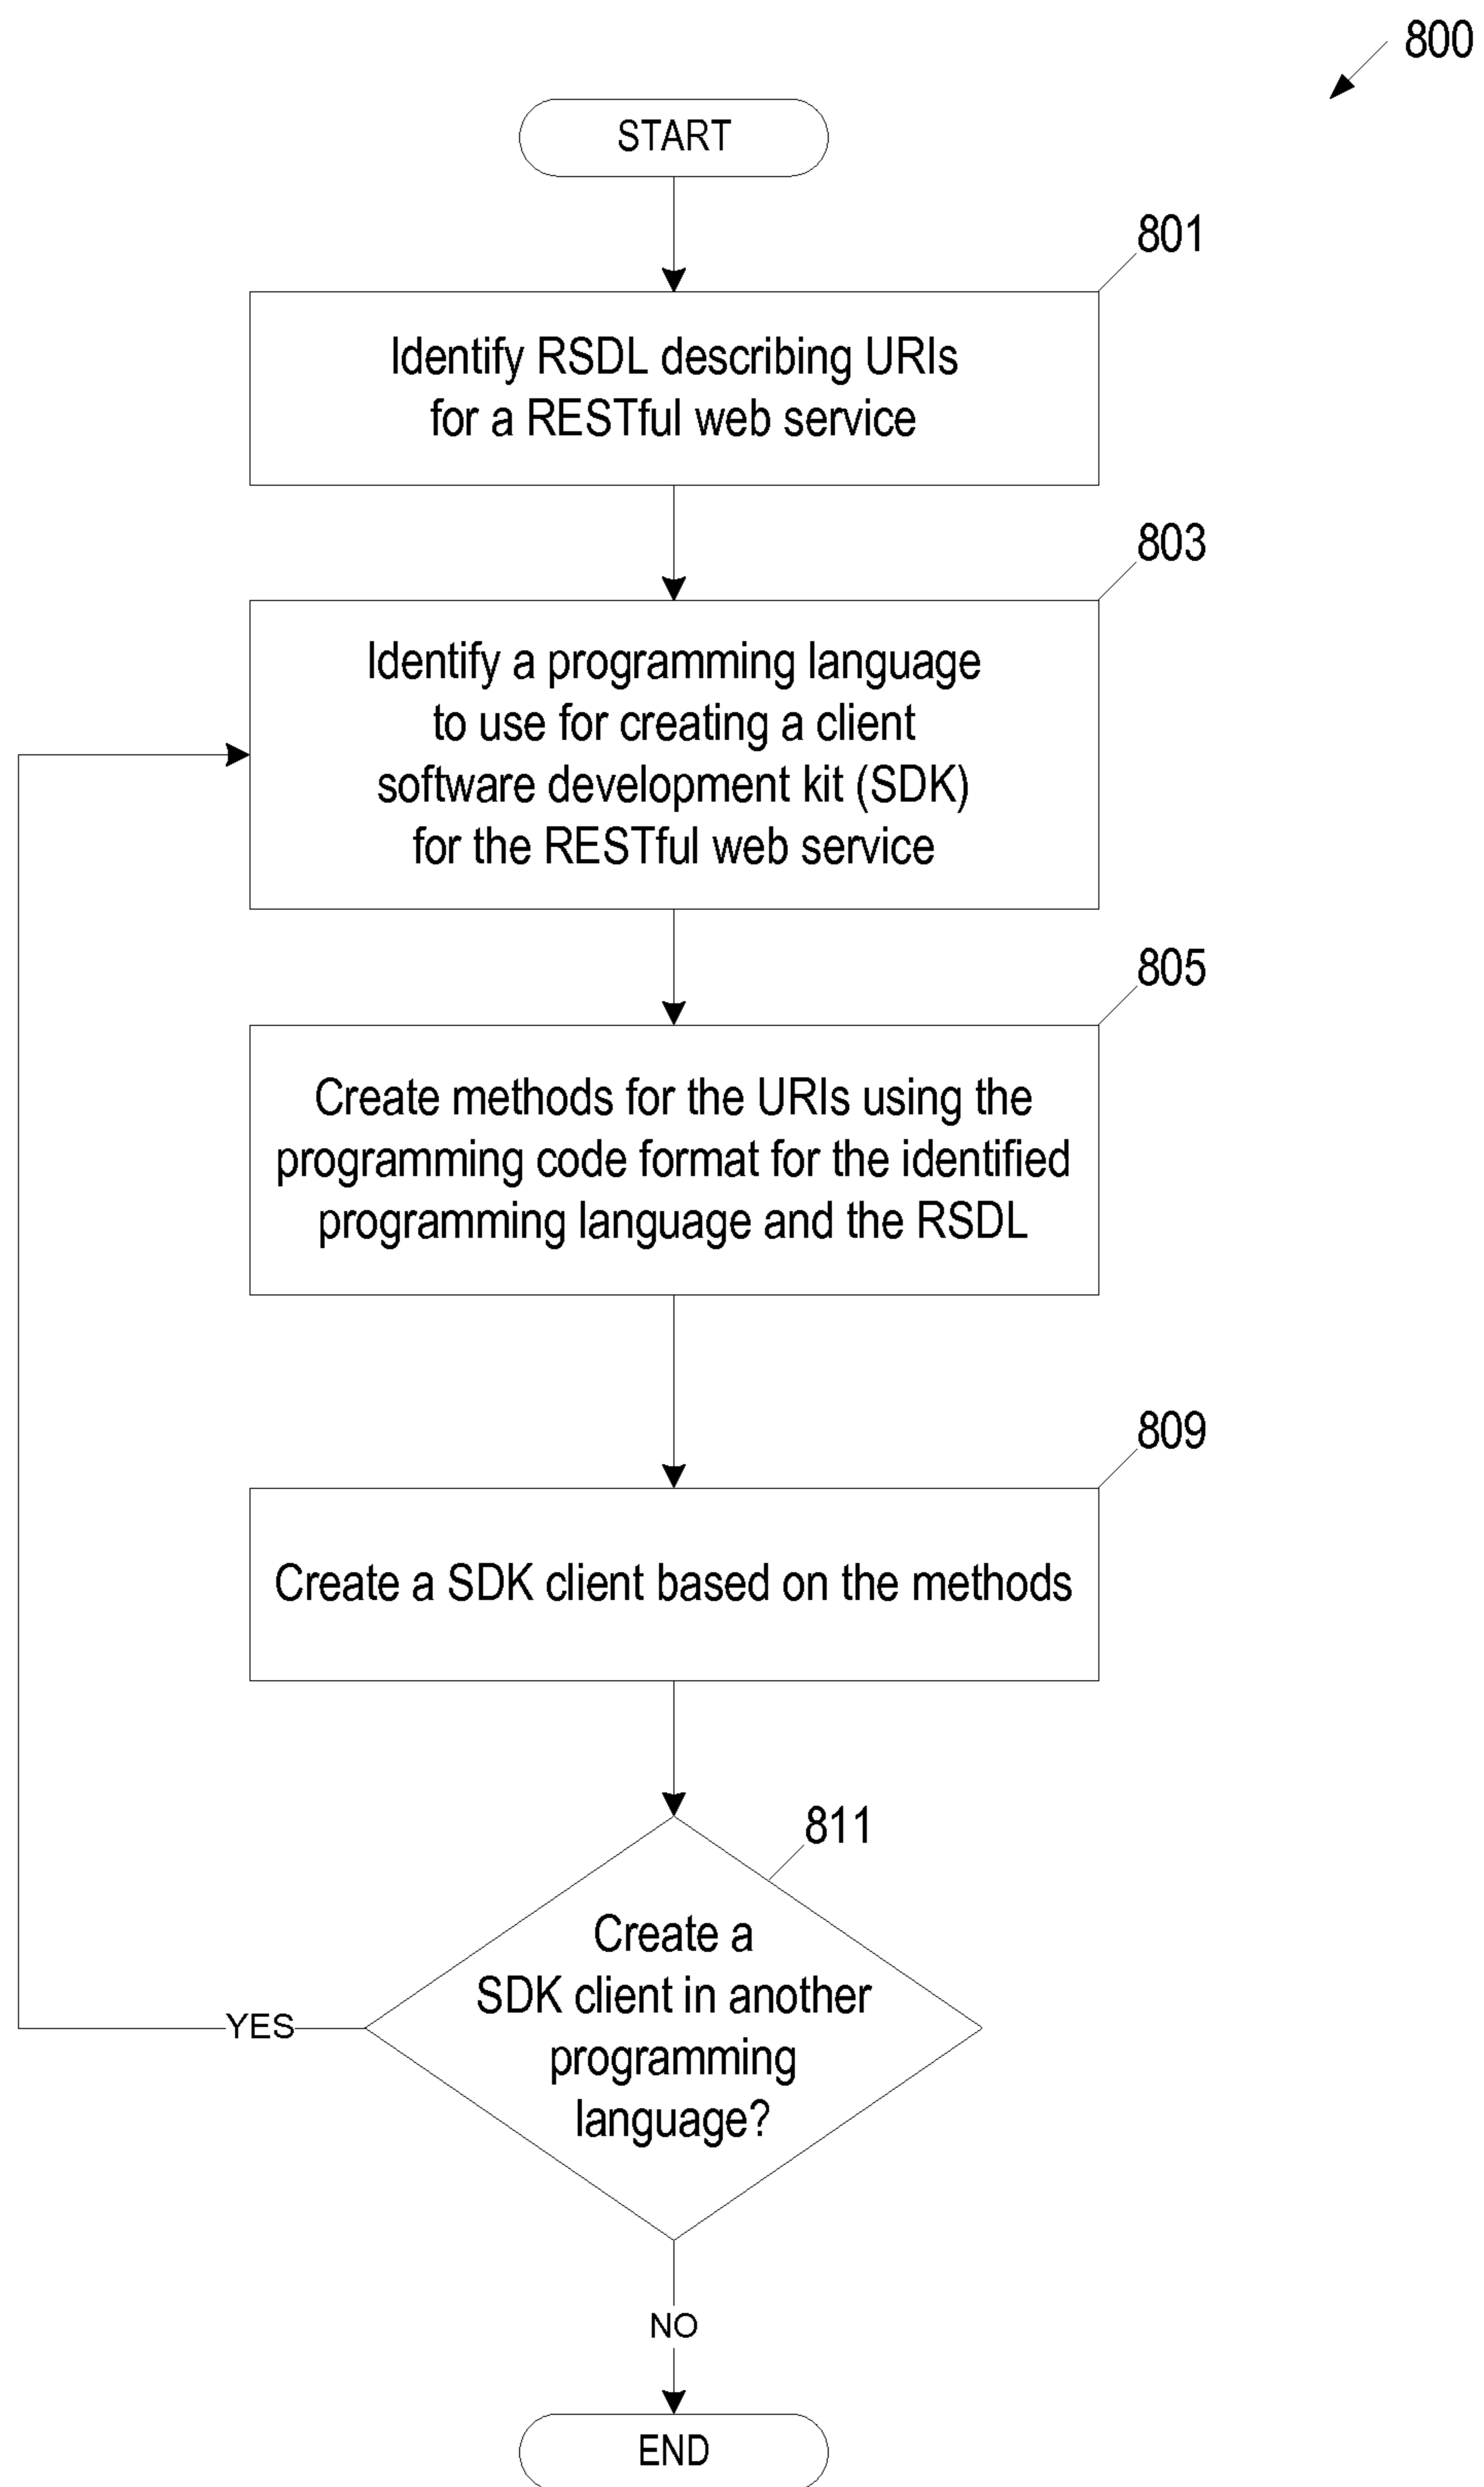 800
START
801
Identify RSDL describing URIs
for a RESTful web service
803
Identify a programming language
to use for creating a client
software development kit (SDK)
for the RESTful web service
805
Create methods for the URIs using the
programming code format for the identified
programming language and the RSDL
809
Create a SDK client based on the methods
811
Create a
SDK client in another
programming
language?
YES
NO
END